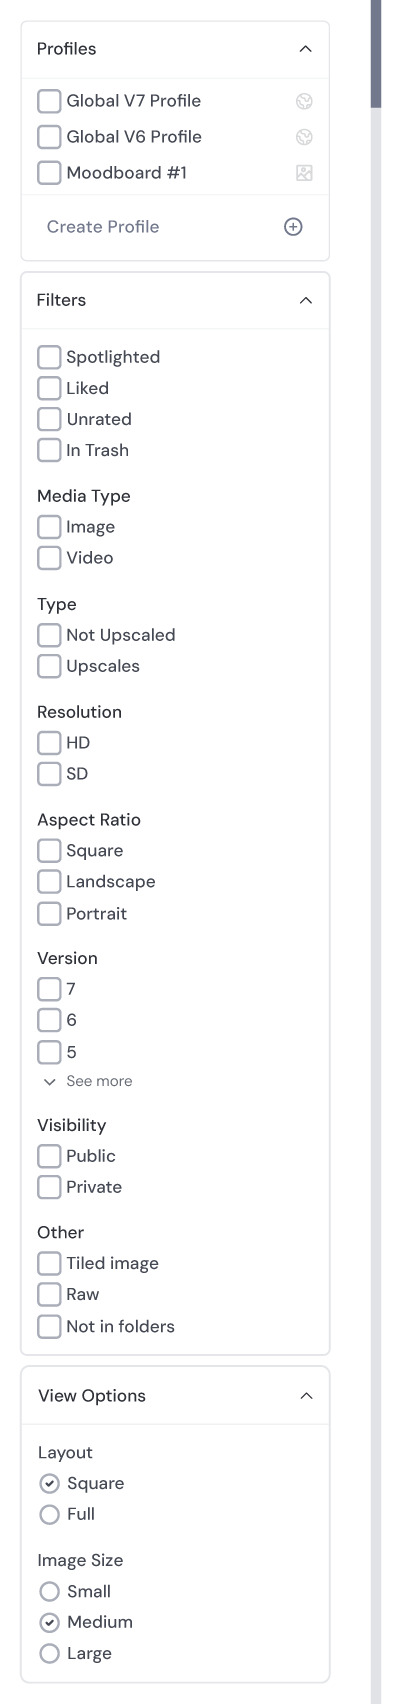 Profiles
Global V7 Profile
Global V6 Profile
Moodboard #1
Create Profile
Filters
Spotlighted
Liked
Unrated
In Trash
Media Type
Image
Video
Type
Not Upscaled
Upscales
Resolution
HD
SD
Aspect Ratio
Square
Landscape
Portrait
Version
7
6
5
See more
Visibility
Public
Private
Other
Tiled image
Raw
Not in folders
View Options
Layout
Square
Full
Image Size
Small
Medium
Large